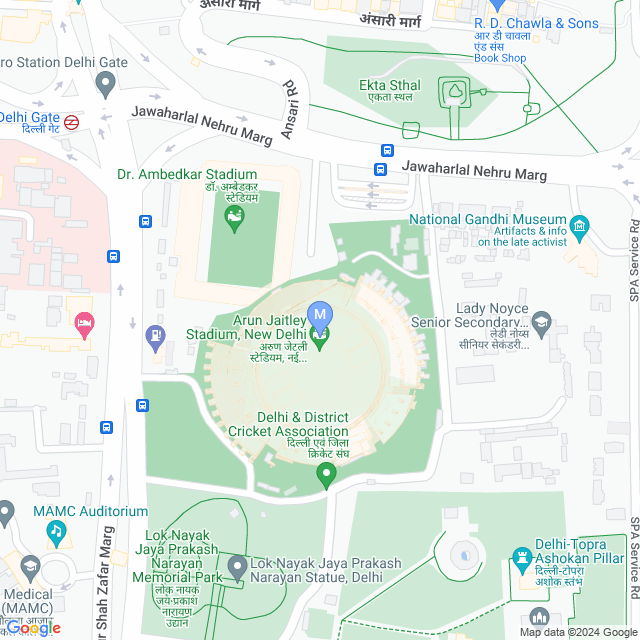 अंसारी मार्ग
अंसारी मार्ग
R. D. Chawla & Sons
आर डी चावला
एंड संस
Book Shop
ro Station Delhi Gate
Ekta Sthal
एकता स्थल
Ansari Rd
Delhi Gate
दिल्ली गेट
Jawaharlal Nehru Marg
Jawaharlal Nehru Marg
Dr. Ambedkar Stadium
डॉ. अम्बेडकर
स्टेडियम
National Gandhi Museum
Artifacts & info
on the late activist
SPA Service Rd
M
Arun Jaitley
Stadium, New Delhi
अरुण जेटली
स्टेडियम, नई...
Lady Noyce
Senior Secondary...
लेडी नोय्स
सीनियर सेकंडरी...
Delhi & District
Cricket Association
दिल्ली एवं जिला
क्रिकेट संघ
MAMC Auditorium
Lok Nayak
Jaya Prakash
Narayan
Memorial Park
लोक नायक
जय प्रकाश
नारायण
उद्यान
Lok Nayak Jaya Prakash
Narayan Statue, Delhi
Delhi-Topra
Ashokan Pillar
दिल्ली-टोपरा
अशोक स्तंभ
SPA Service Rd
ur Shah Zafar Marg
Medical
(MAMC)
Google
Map data ©2024 Google